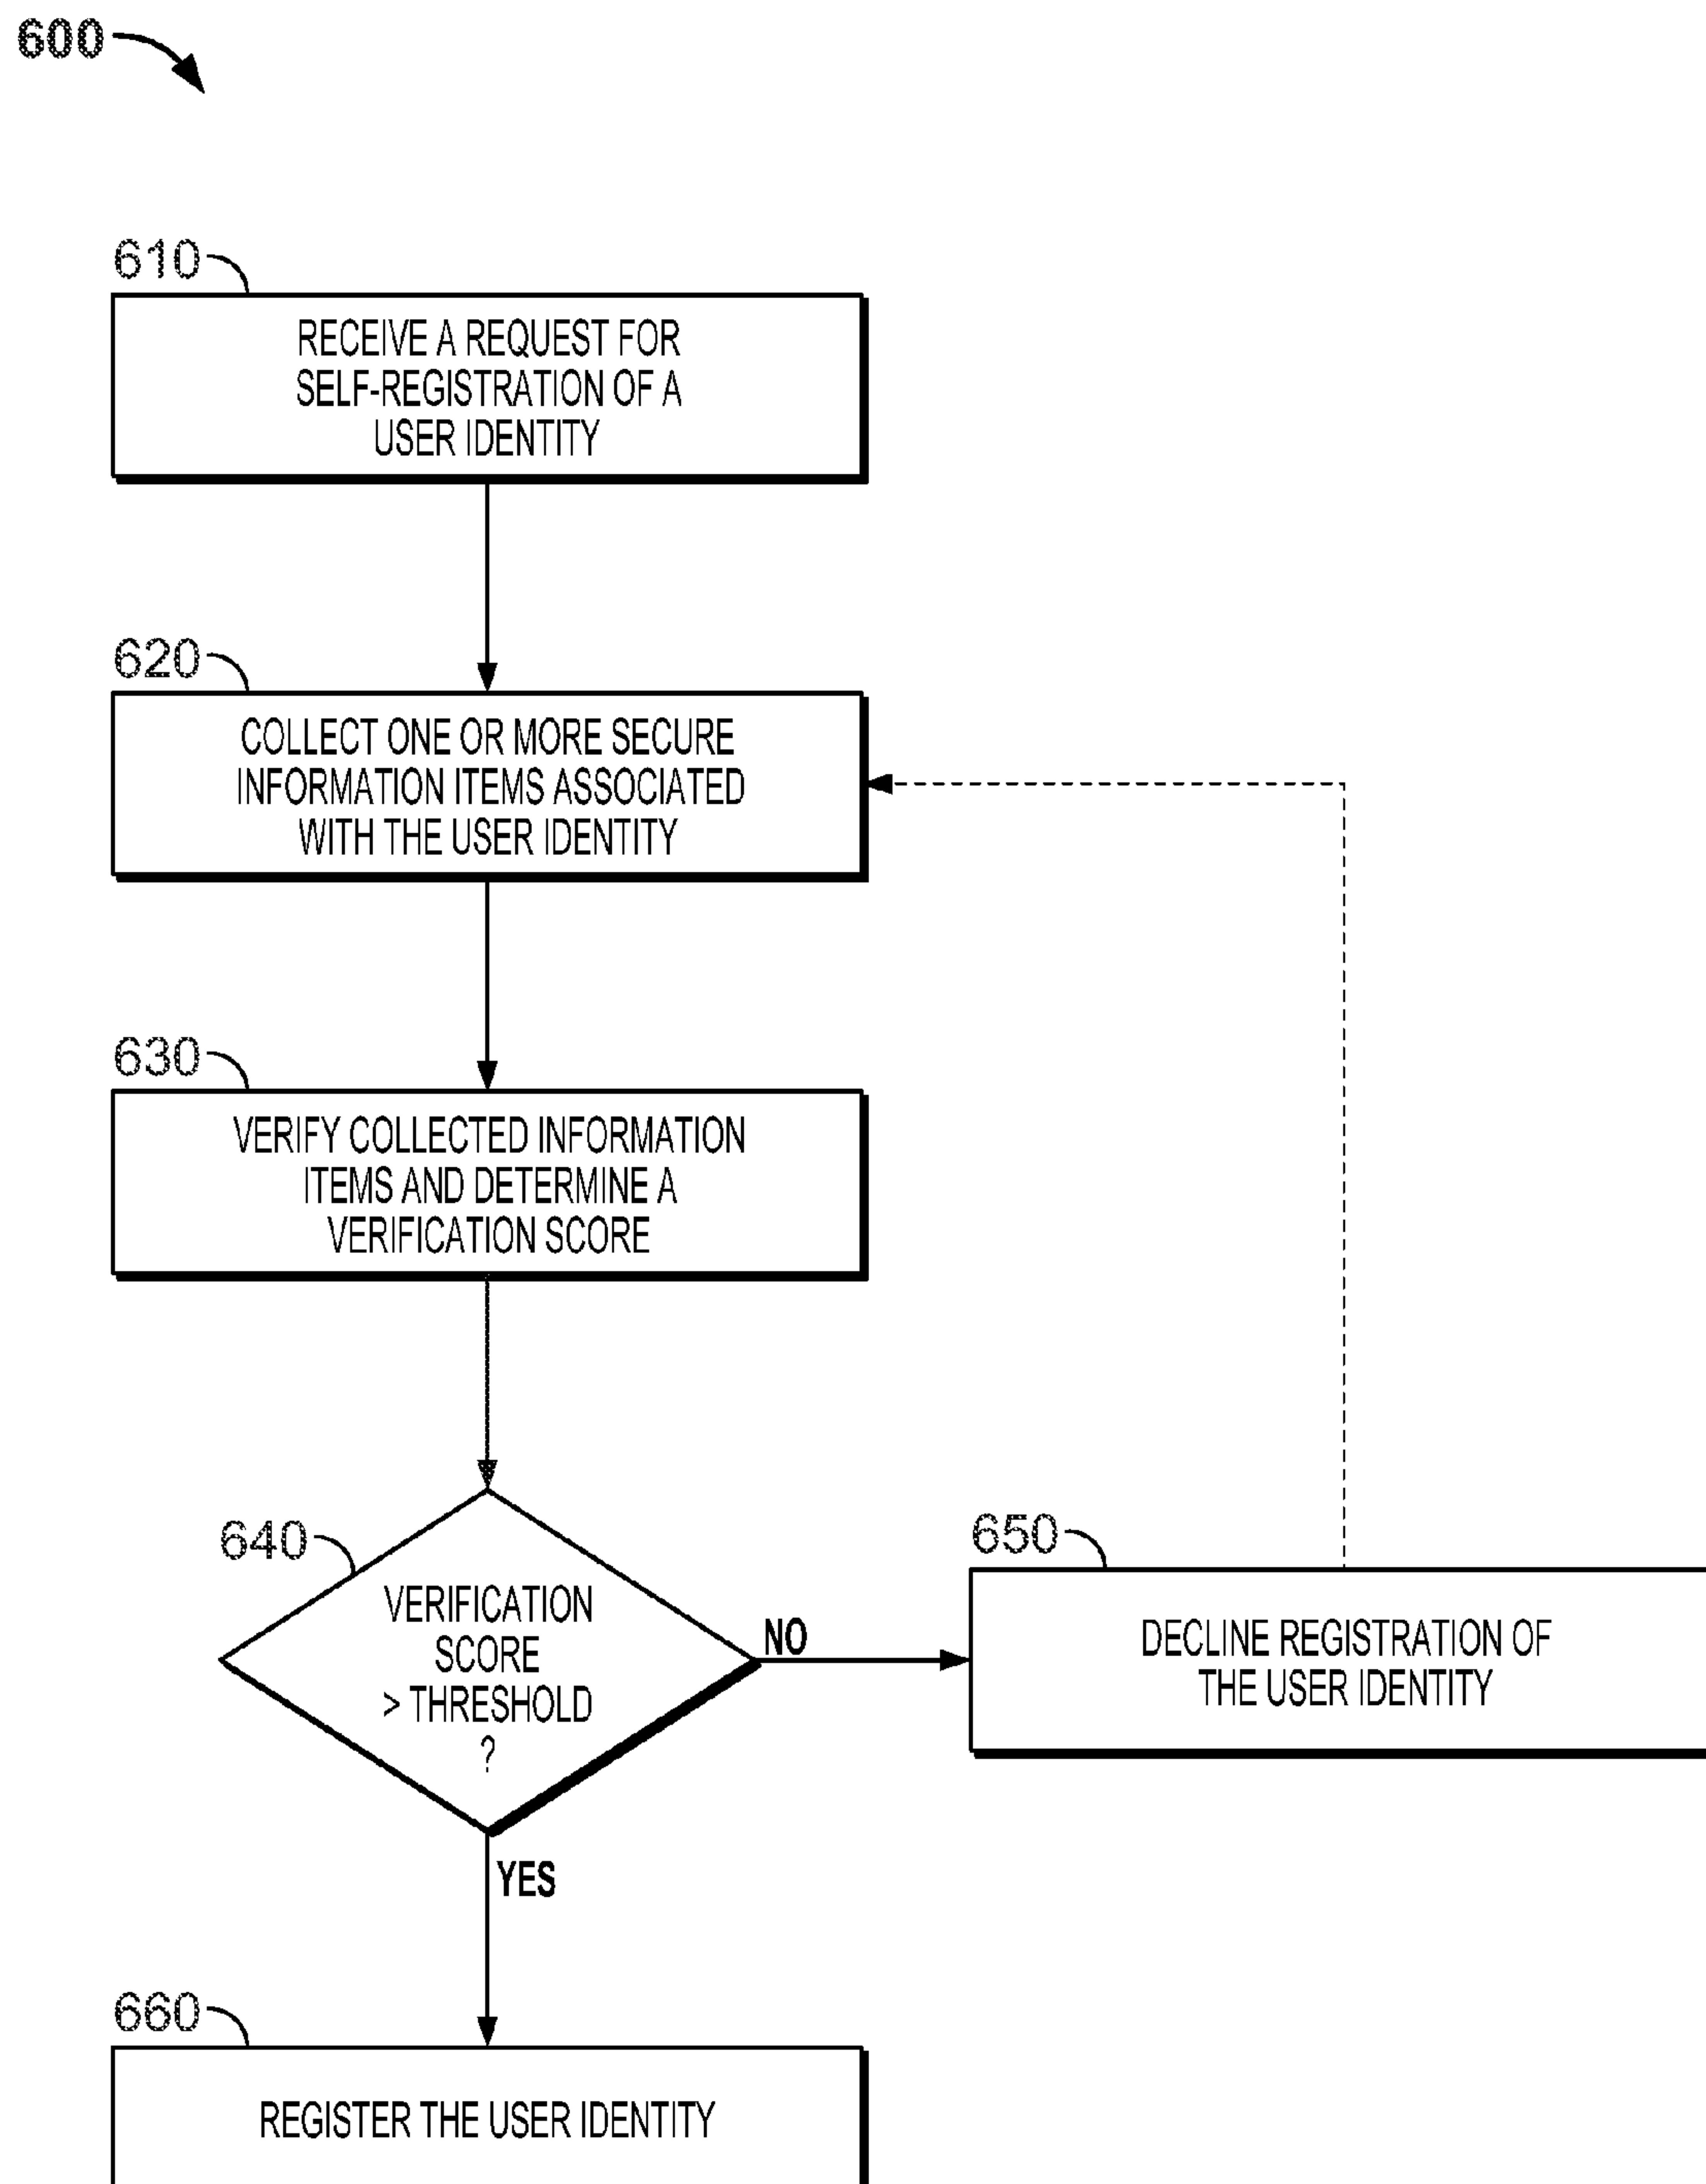 600
610
RECEIVE A REQUEST FOR
SELF-REGISTRATION OF A
USER IDENTITY
620
COLLECT ONE OR MORE SECURE
INFORMATION ITEMS ASSOCIATED
WITH THE USER IDENTITY
630
VERIFY COLLECTED INFORMATION
ITEMS AND DETERMINE A
VERIFICATION SCORE
640
VERIFICATION
SCORE
> THRESHOLD
?
NO
650
DECLINE REGISTRATION OF
THE USER IDENTITY
YES
660
REGISTER THE USER IDENTITY